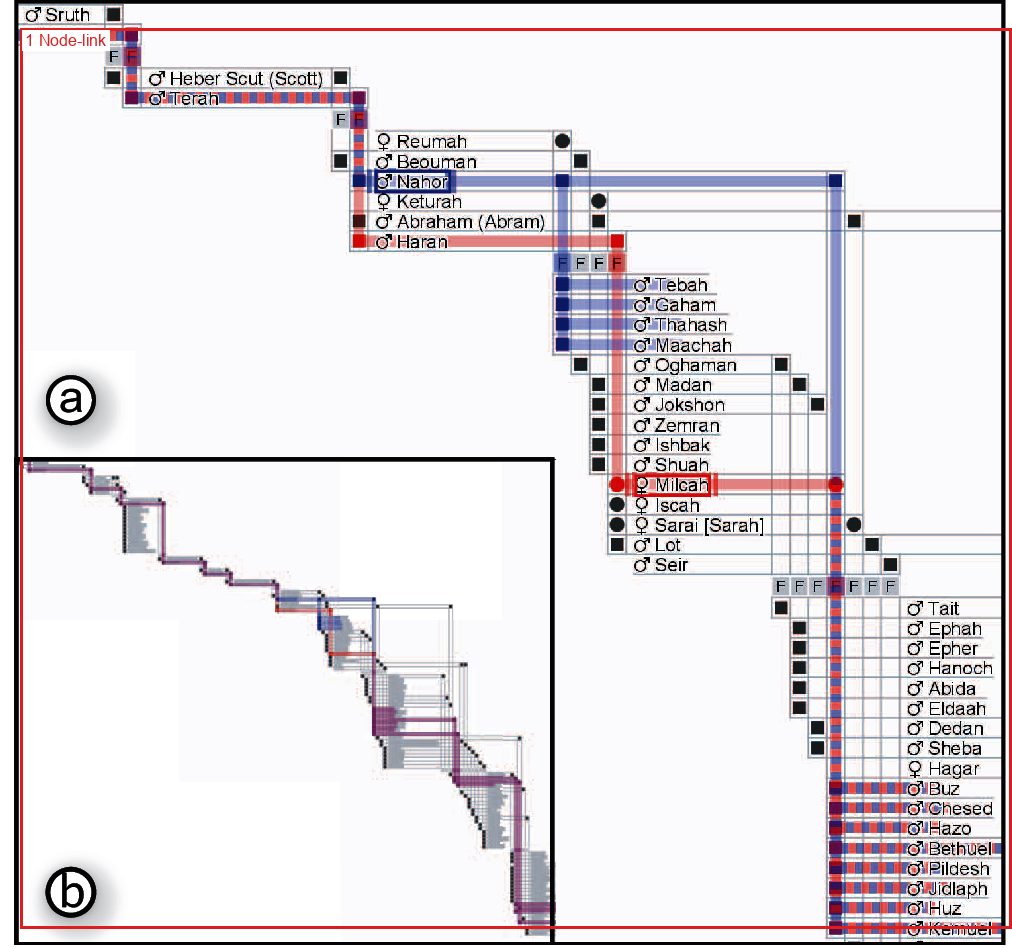 ♂ Sruth
1 Node-link
F F
♂ Heber Scut (Scott)
♂ Terah
F F
♀ Reumah
♂ Beouman
♂ Nahor
♀ Keturah
♂ Abraham (Abram)
♂ Haran
F F F F
♂ Tebah
♂ Gaham
♂ Thahash
♂ Maachah
♂ Oghaman
♂ Madan
♂ Jokshon
♂ Zemran
♂ Ishbak
♂ Shuah
♀ Milcah
♀ Iscah
♀ Sarai [Sarah]
♂ Lot
♂ Seir
F F F F F F F
♂ Tait
♂ Ephah
♂ Epher
♂ Hanoch
♂ Abida
♂ Eldaah
♂ Dedan
♂ Sheba
♀ Hagar
♂ Buz
♂ Chesed
♂ Hazo
♂ Bethuel
♂ Pildesh
♂ Jidlaph
♂ Huz
♂ Kemuel
a
b